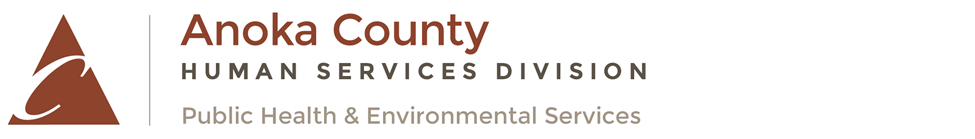 Anoka County
HUMAN SERVICES DIVISION
Public Health & Environmental Services